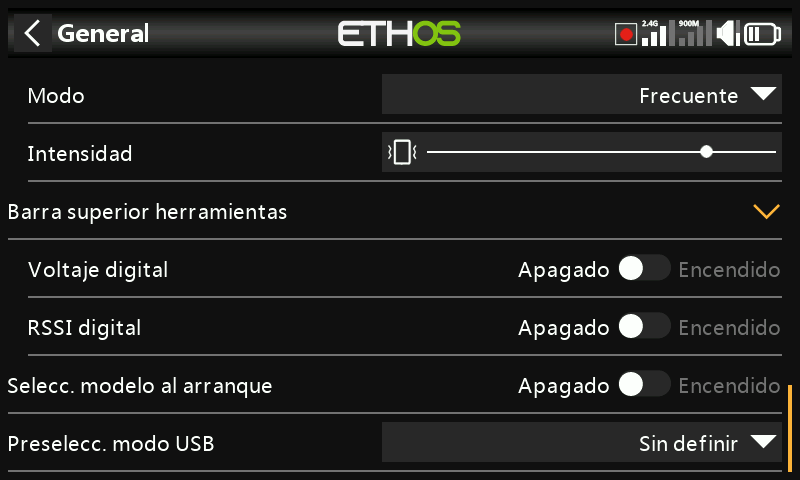 General
ETHOS
2.4G
900M
Modo
Frecuente
Intensidad
Barra superior herramientas
Voltaje digital
Apagado
Encendido
RSSI digital
Apagado
Encendido
Selecc. modelo al arranque
Apagado
Encendido
Preselecc. modo USB
Sin definir